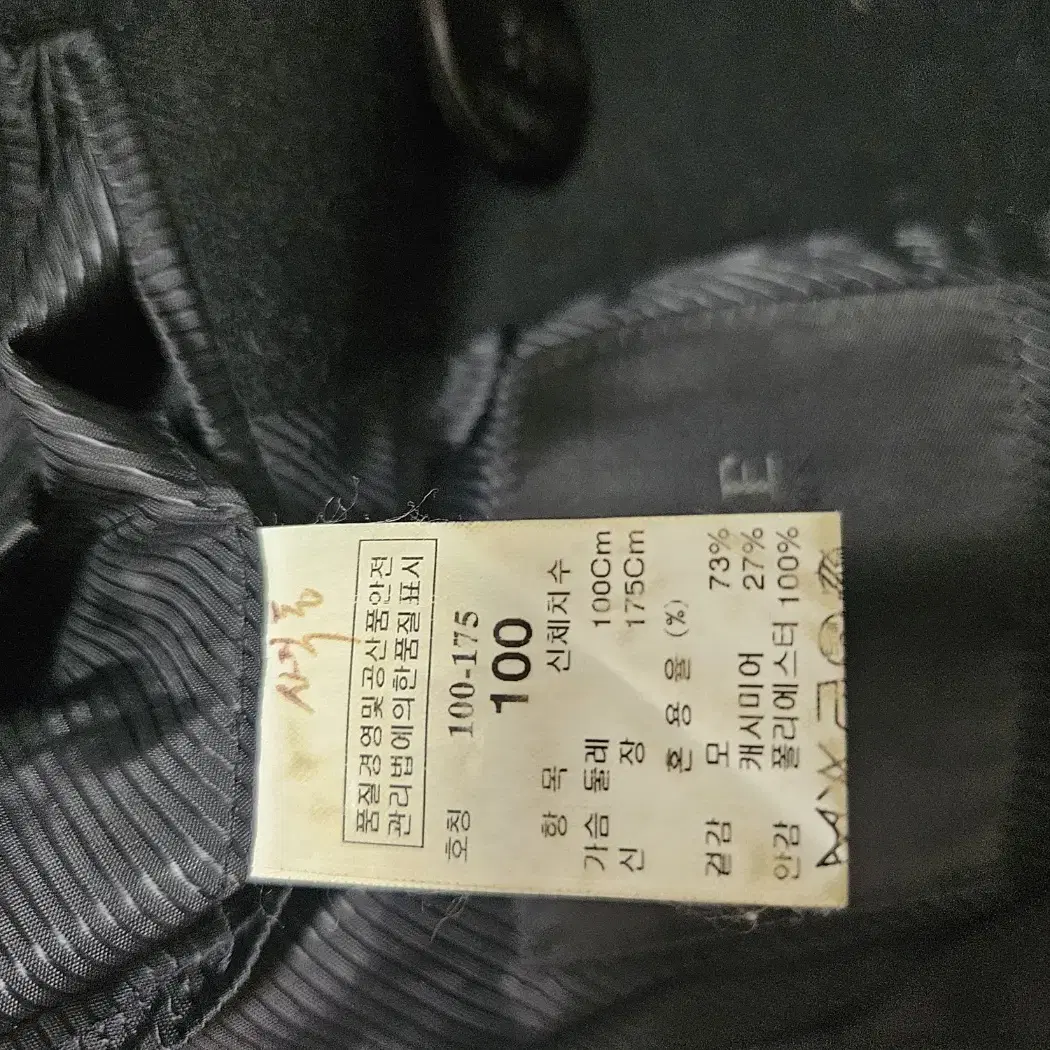 품질경영및공산품안전
관리법에의한품질표시
호칭 100-175
100
항 목 신체치수
가슴 둘레 100Cm
신 장 175Cm
혼 용 율 (%)
겉감 모 73%
캐시미어 27%
안감 폴리에스터 100%
E